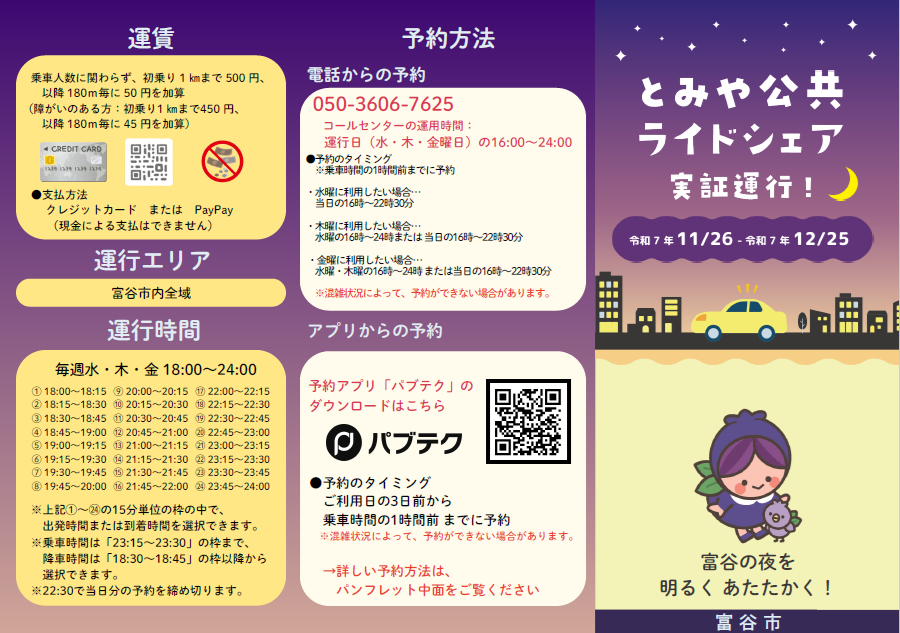 運賃
乗車人数に関わらず、初乗り1㎞まで 500 円、
以降 180ｍ毎に 50 円を加算
(障がいのある方：初乗り1㎞まで450 円、
以降 180ｍ毎に 45 円を加算）
CREDIT CARD
●支払方法
クレジットカード または PayPay
（現金による支払はできません）
運行エリア
富谷市内全域
運行時間
毎週水・木・金 18:00～24:00
① 18:00～18:15 ⑨ 20:00～20:15 ⑰ 22:00～22:15
② 18:15～18:30 ⑩ 20:15～20:30 ⑱ 22:15～22:30
③ 18:30～18:45 ⑪ 20:30～20:45 ⑲ 22:30～22:45
④ 18:45～19:00 ⑫ 20:45～21:00 ⑳ 22:45～23:00
⑤ 19:00～19:15 ⑬ 21:00～21:15 ㉑ 23:00～23:15
⑥ 19:15～19:30 ⑭ 21:15～21:30 ㉒ 23:15～23:30
⑦ 19:30～19:45 ⑮ 21:30～21:45 ㉓ 23:30～23:45
⑧ 19:45～20:00 ⑯ 21:45～22:00 ㉔ 23:45～24:00
※上記①～㉔の15分単位の枠の中で、
出発時間または到着時間を選択できます。
※乗車時間は「23:15～23:30」の枠まで、
降車時間は「18:30～18:45」の枠以降から
選択できます。
※22:30で当日分の予約を締め切ります。
予約方法
電話からの予約
050-3606-7625
コールセンターの運用時間：
運行日（水・木・金曜日）の16:00～24:00
●予約のタイミング
※乗車時間の1時間前までに予約
・水曜に利用したい場合…
当日の16時～22時30分
・木曜に利用したい場合…
水曜の16時～24時または 当日の16時～22時30分
・金曜に利用したい場合…
水曜・木曜の16時～24時 または当日の16時～22時30分
※混雑状況によって、予約ができない場合があります。
アプリからの予約
予約アプリ「パブテク」の
ダウンロードはこちら
パブテク
●予約のタイミング
ご利用日の3日前から
乗車時間の1時間前 までに予約
※混雑状況によって、予約ができない場合があります。
→詳しい予約方法は、
パンフレット中面をご覧ください
とみや公共
ライドシェア
実証運行！
令和 7 年 11/26 - 令和 7 年 12/25
富谷の夜を
明るく あたたかく！
富谷市